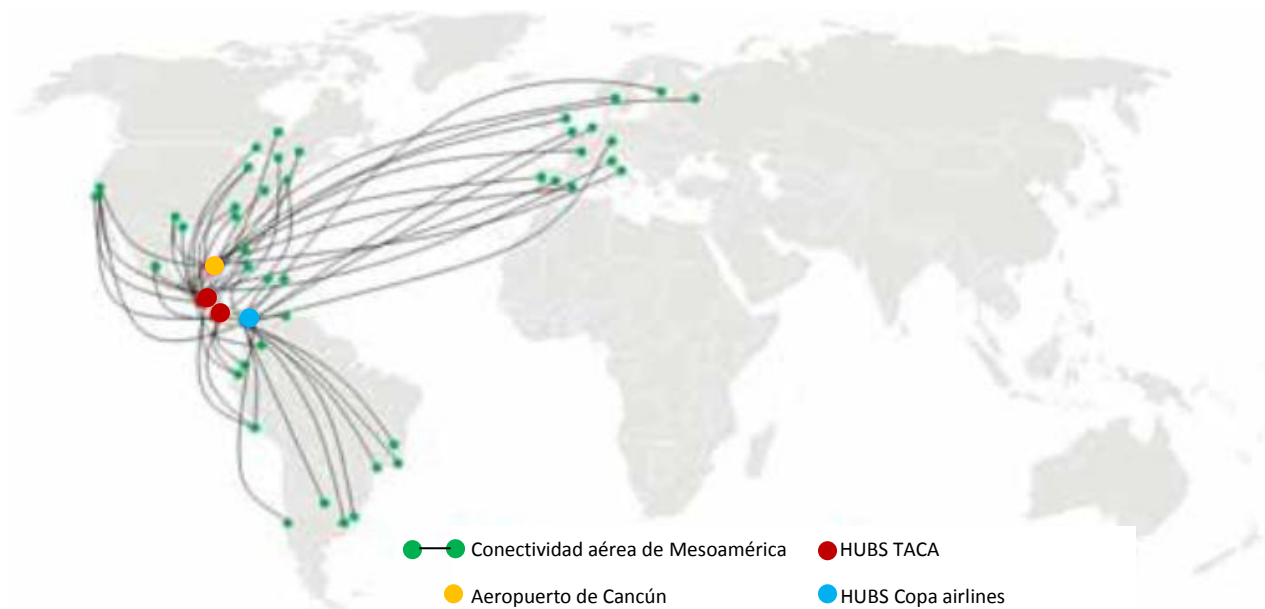 Conectividad aérea de Mesoamérica
HUBS TACA
Aeropuerto de Cancún
HUBS Copa airlines